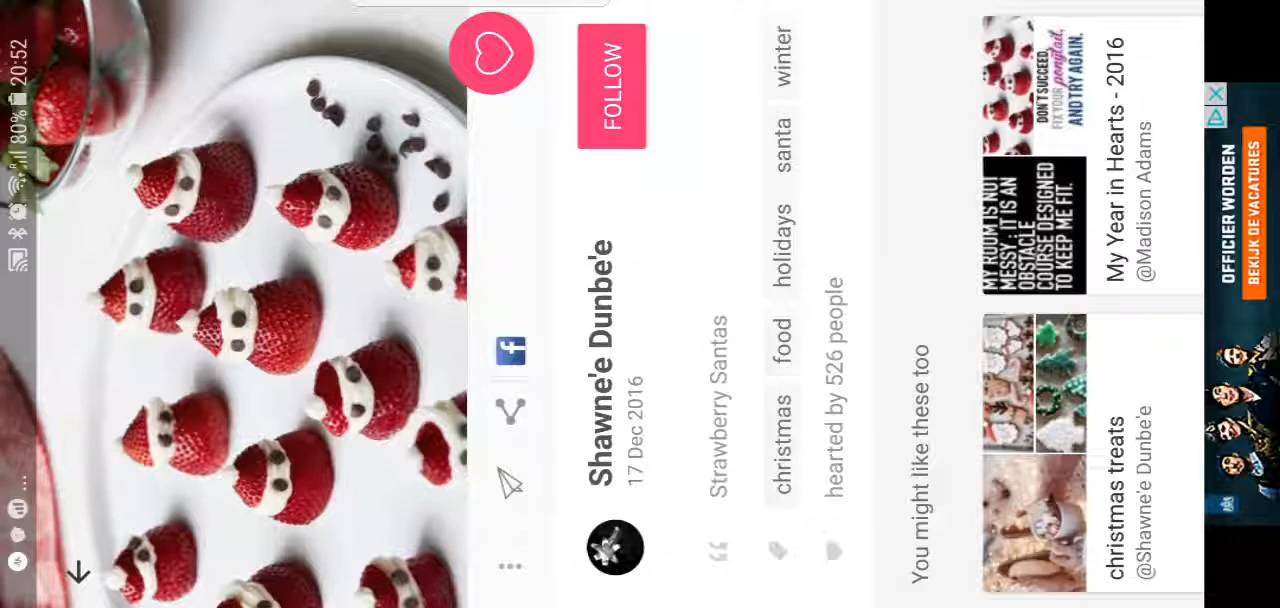 80% 20:52
FOLLOW
Shawne'e Dunbe'e
17 Dec 2016
Strawberry Santas
christmas food holidays santa winter
hearted by 526 people
You might like these too
christmas treats
@Shawne'e Dunbe'e
MY ROOM IS NOT
MESSY ; IT IS AN
OBSTACLE
COURSE DESIGNED
TO KEEP ME FIT.
DON'T SUCCEED,
FIX YOUR ponytail,
AND TRY AGAIN.
My Year in Hearts - 2016
@Madison Adams
OFFICIER WORDEN
BEKIJK DE VACATURES